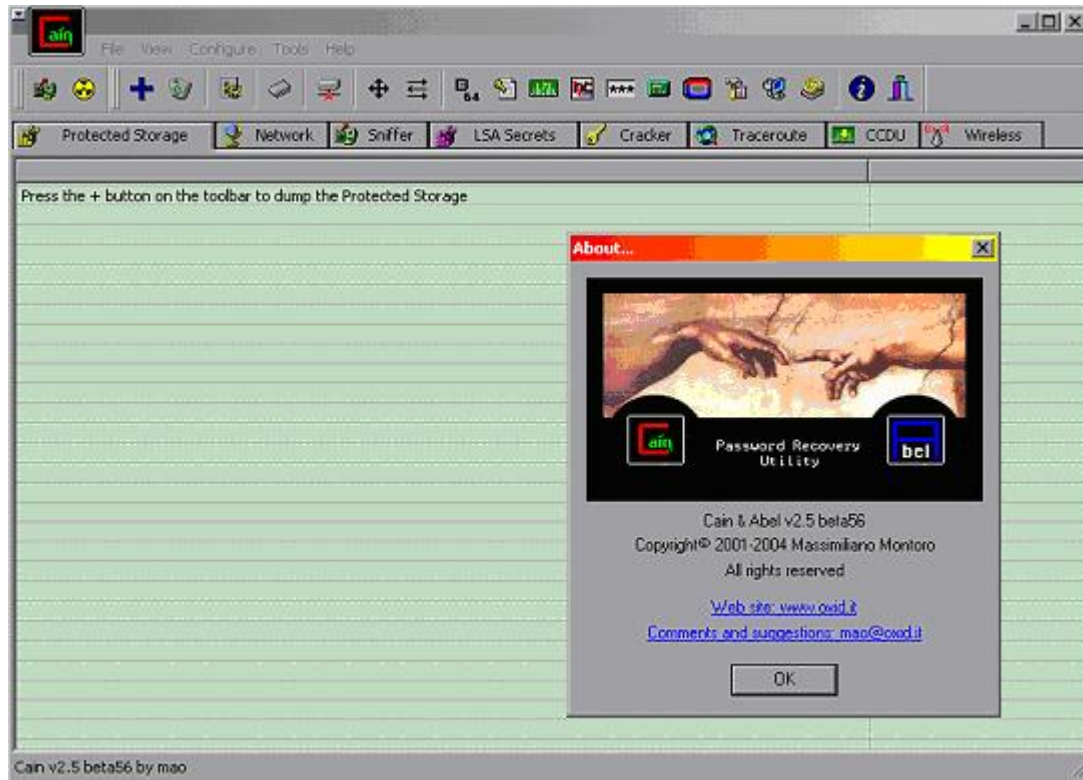 Cain
File View Configure Tools Help
B 64
***
Protected Storage Network Sniffer LSA Secrets Cracker Traceroute CCDU Wireless
Press the + button on the toolbar to dump the Protected Storage
About...
Cain
Password Recovery
Utility
Abel
Cain & Abel v2.5 beta56
Copyright© 2001-2004 Massimiliano Montoro
All rights reserved
Web site: www.oxid.it
Comments and suggestions: mao@oxid.it
OK
Cain v2.5 beta56 by mao